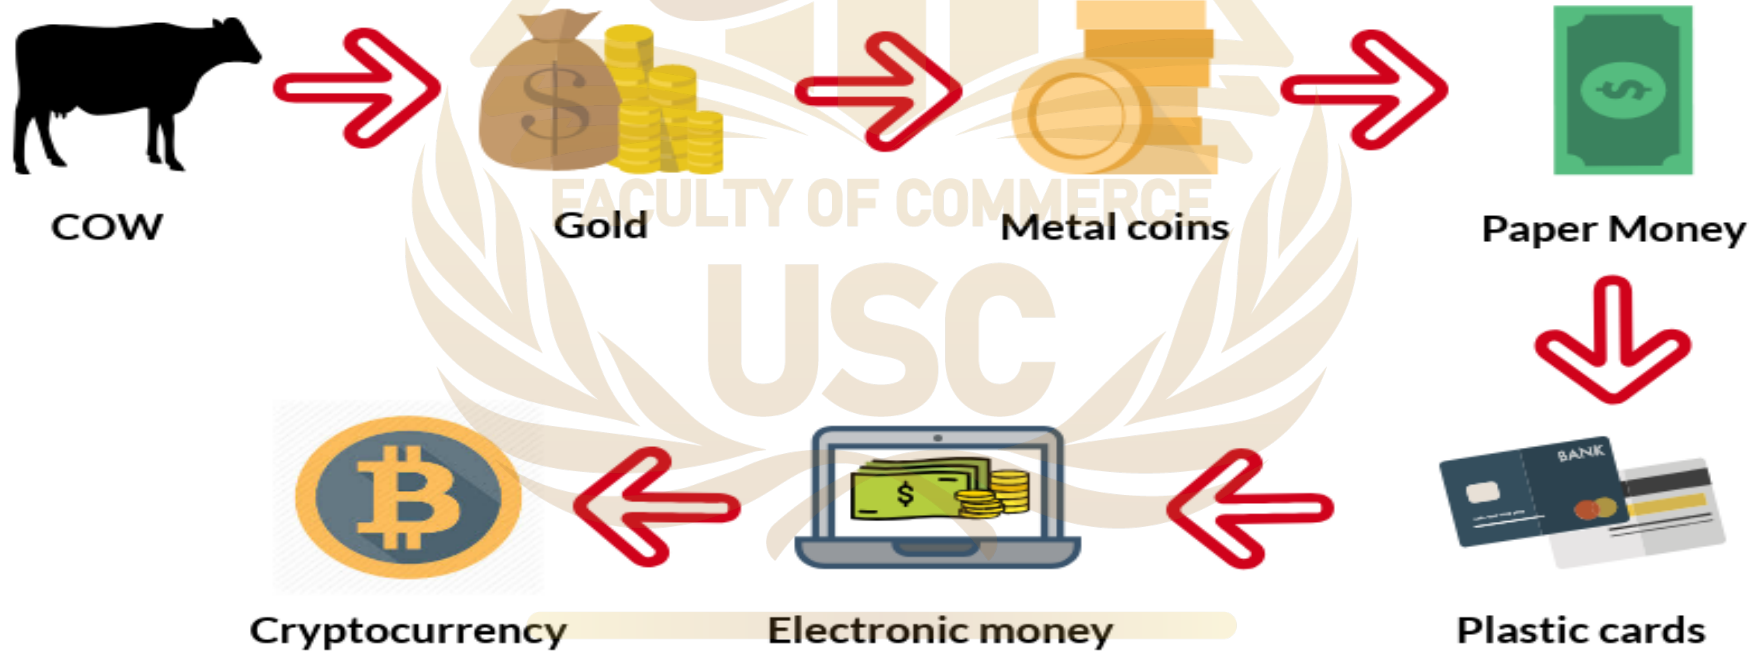 COW
Gold
Metal coins
Paper Money
FACULTY OF COMMERCE
USC
$
$
BANK
$
Cryptocurrency
Electronic money
Plastic cards